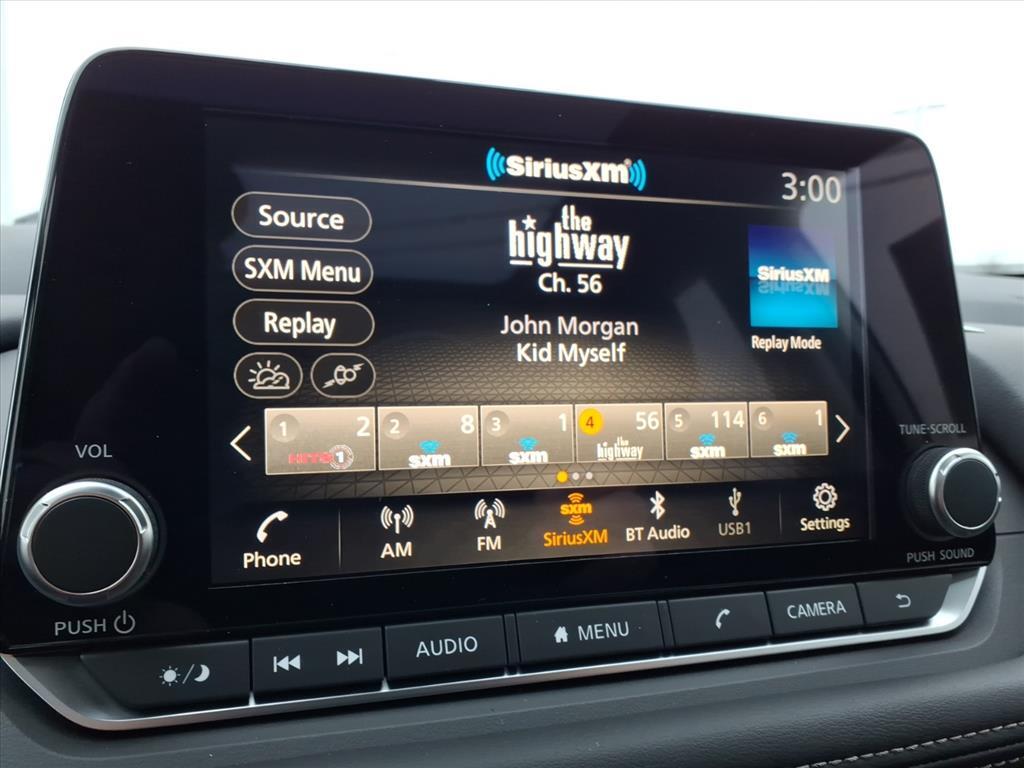 SiriusXM
3:00
Source
SXM Menu
Replay
the
highway
Ch. 56
John Morgan
Kid Myself
SiriusXM
Replay Mode
1 2
HITS 1
2 8
sxm
3 1
sxm
4 56
the
highway
5 114
sxm
6 1
sxm
Phone
AM
FM
sxm
SiriusXM
BT Audio
USB1
Settings
VOL
PUSH
TUNE·SCROLL
PUSH SOUND
AUDIO
MENU
CAMERA